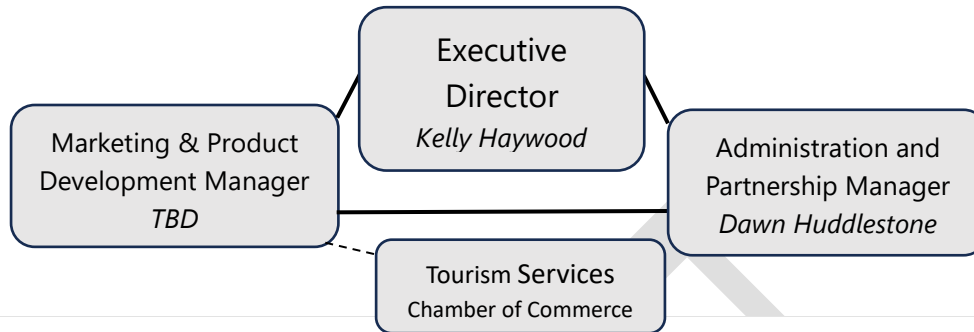 Executive
Director
Kelly Haywood
Marketing & Product
Development Manager
TBD
Administration and
Partnership Manager
Dawn Huddlestone
Tourism Services
Chamber of Commerce